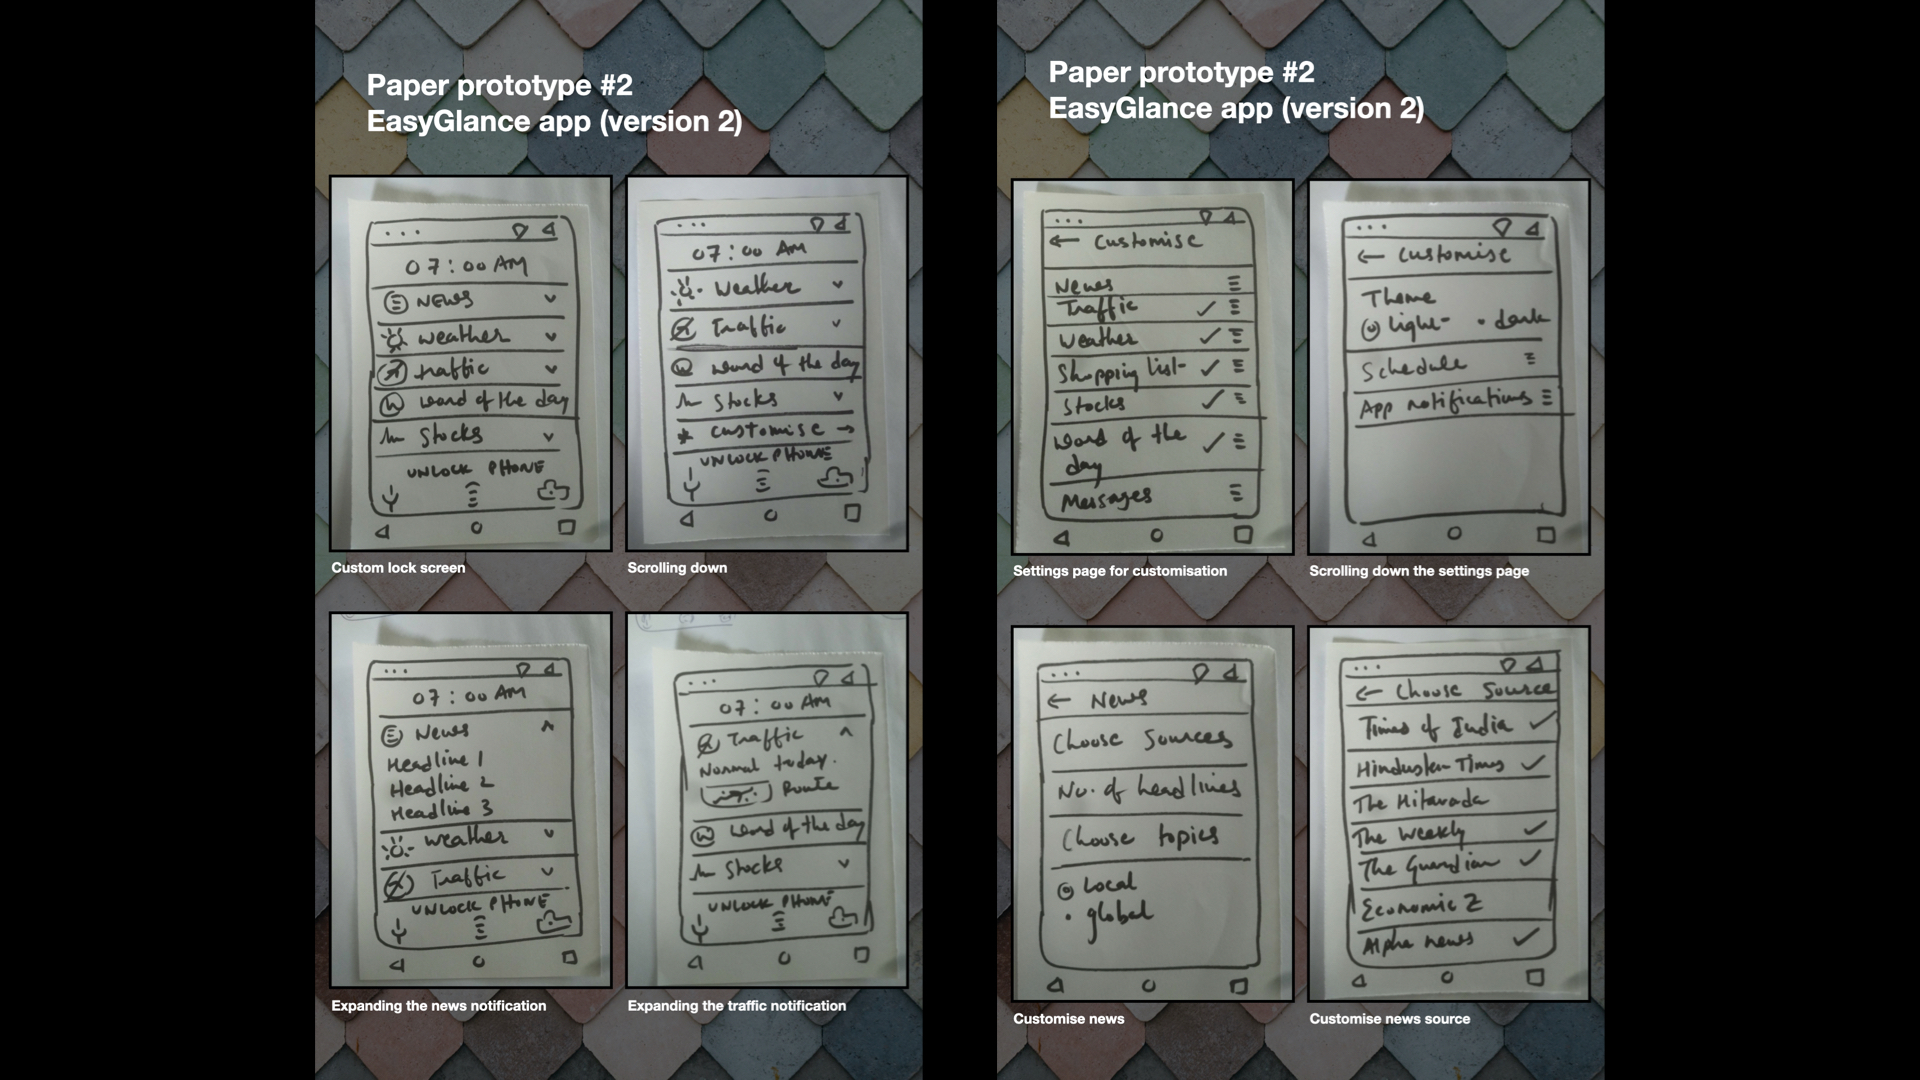 Paper prototype #2
EasyGlance app (version 2)
07:00 AM
NEWS
weather
traffic
word of the day
Stocks
UNLOCK PHONE
Custom lock screen
07:00 AM
Weather
Traffic
word of the day
Stocks
customise
UNLOCK PHONE
Scrolling down
07:00 AM
News
Headline 1
Headline 2
Headline 3
weather
Traffic
UNLOCK PHONE
Expanding the news notification
07:00 AM
Traffic
Normal today.
Route
word of the day
Stocks
UNLOCK PHONE
Expanding the traffic notification
Paper prototype #2
EasyGlance app (version 2)
Customise
News
Traffic
Weather
Shopping list
Stocks
Word of the
day
Messages
Settings page for customisation
customise
Theme
light dark
Schedule
App notifications
Scrolling down the settings page
News
Choose Sources
No. of headlines
Choose topics
Local
global
Customise news
Choose Source
Times of India
Hindustan Times
The Hitavada
The Weekly
The Guardian
Economic Z
Alpha news
Customise news source